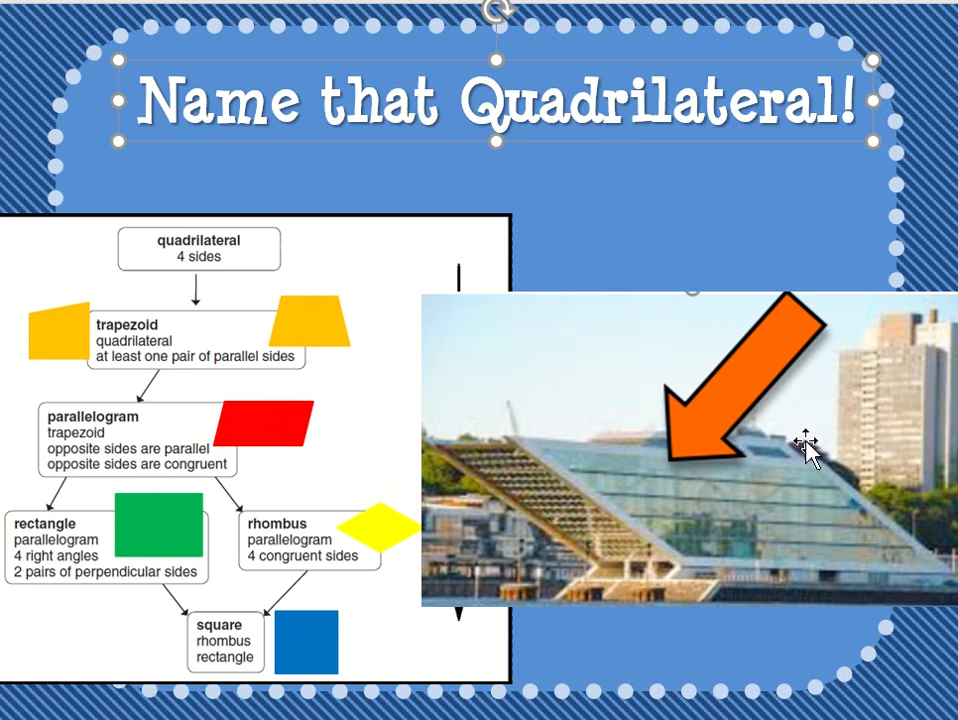 Name that Quadrilateral!
quadrilateral
4 sides
trapezoid
quadrilateral
at least one pair of parallel sides
parallelogram
trapezoid
opposite sides are parallel
opposite sides are congruent
rectangle
parallelogram
4 right angles
2 pairs of perpendicular sides
rhombus
parallelogram
4 congruent sides
square
rhombus
rectangle